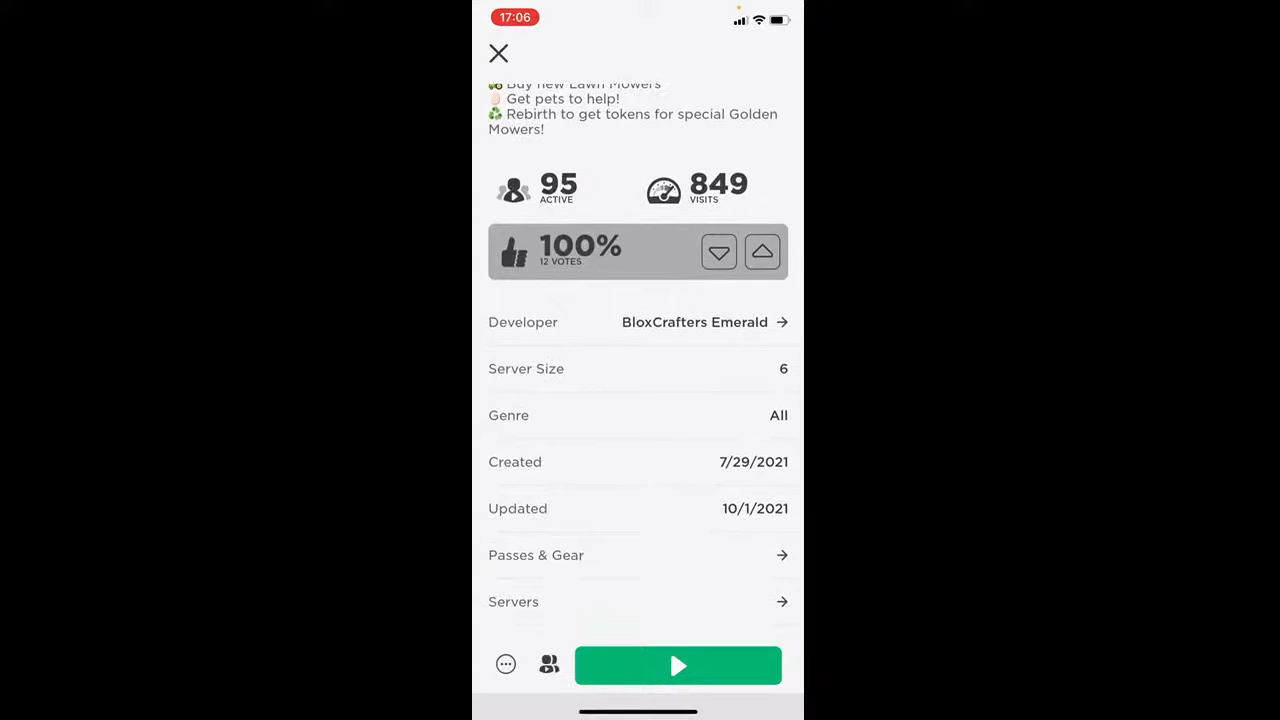 17:06
Buy new Lawn Mowers
Get pets to help!
Rebirth to get tokens for special Golden
Mowers!
95
ACTIVE
849
VISITS
100%
12 VOTES
Developer BloxCrafters Emerald
Server Size 6
Genre All
Created 7/29/2021
Updated 10/1/2021
Passes & Gear
Servers